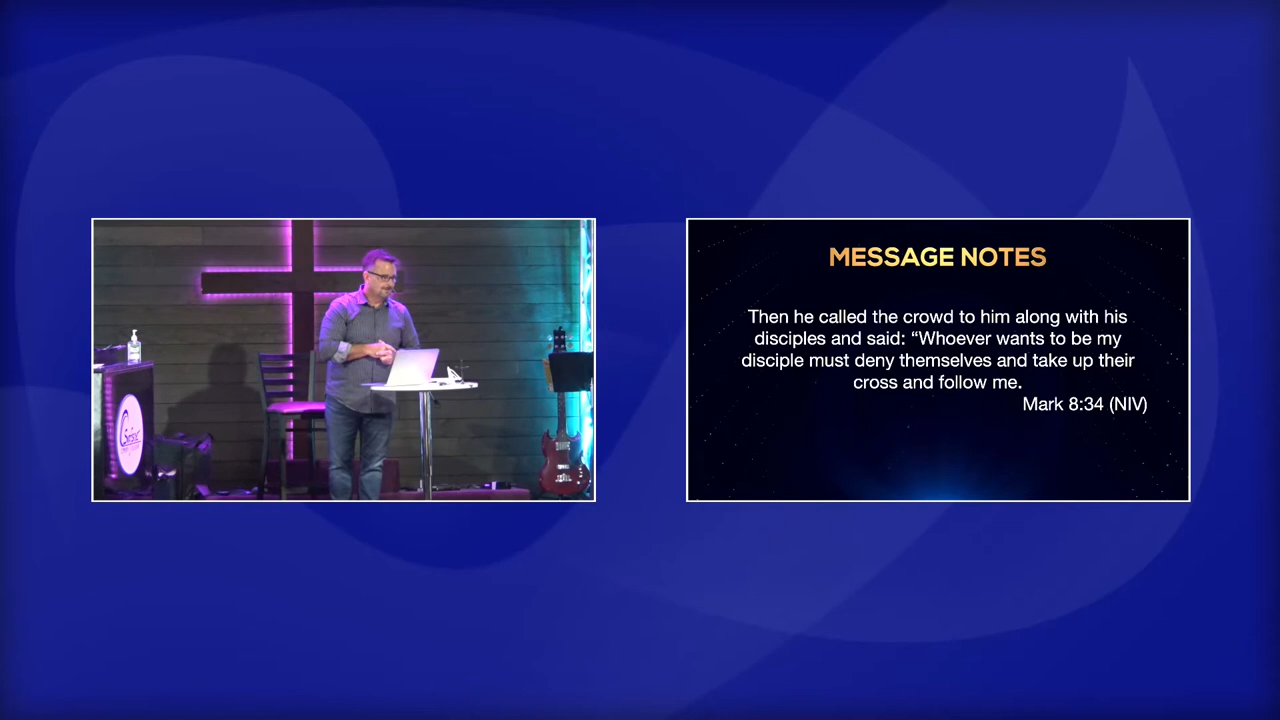 MESSAGE NOTES
Then he called the crowd to him along with his
disciples and said: “Whoever wants to be my
disciple must deny themselves and take up their
cross and follow me.
Mark 8:34 (NIV)